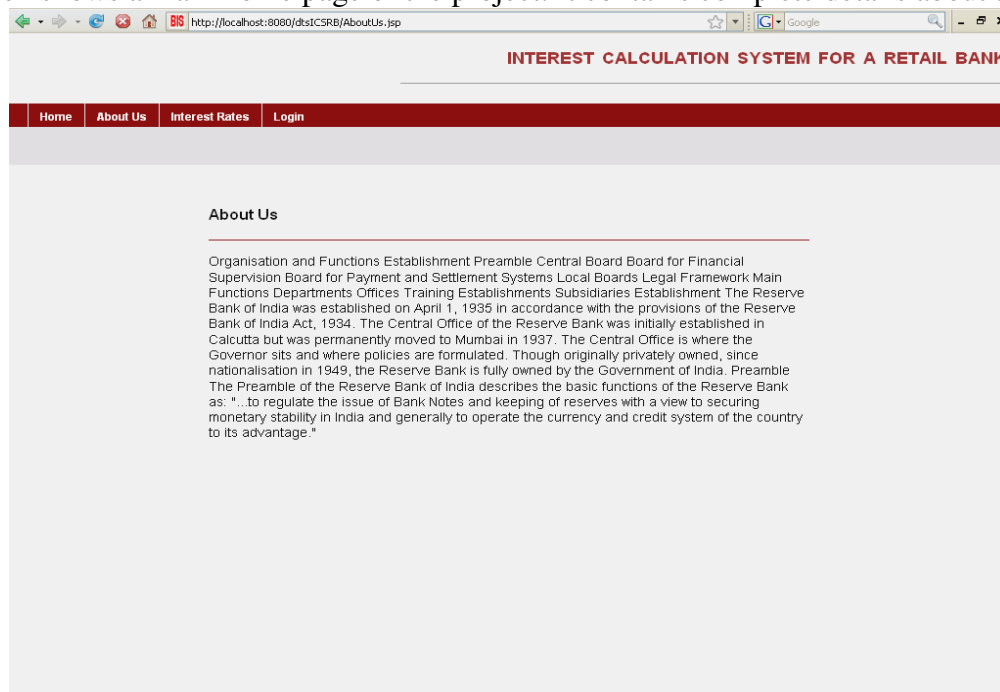 http://localhost:8080/dtsICSRB/AboutUs.jsp
Google
INTEREST CALCULATION SYSTEM FOR A RETAIL BANK
Home About Us Interest Rates Login
About Us
Organisation and Functions Establishment Preamble Central Board Board for Financial
Supervision Board for Payment and Settlement Systems Local Boards Legal Framework Main
Functions Departments Offices Training Establishments Subsidiaries Establishment The Reserve
Bank of India was established on April 1, 1935 in accordance with the provisions of the Reserve
Bank of India Act, 1934. The Central Office of the Reserve Bank was initially established in
Calcutta but was permanently moved to Mumbai in 1937. The Central Office is where the
Governor sits and where policies are formulated. Though originally privately owned, since
nationalisation in 1949, the Reserve Bank is fully owned by the Government of India. Preamble
The Preamble of the Reserve Bank of India describes the basic functions of the Reserve Bank
as: "...to regulate the issue of Bank Notes and keeping of reserves with a view to securing
monetary stability in India and generally to operate the currency and credit system of the country
to its advantage."